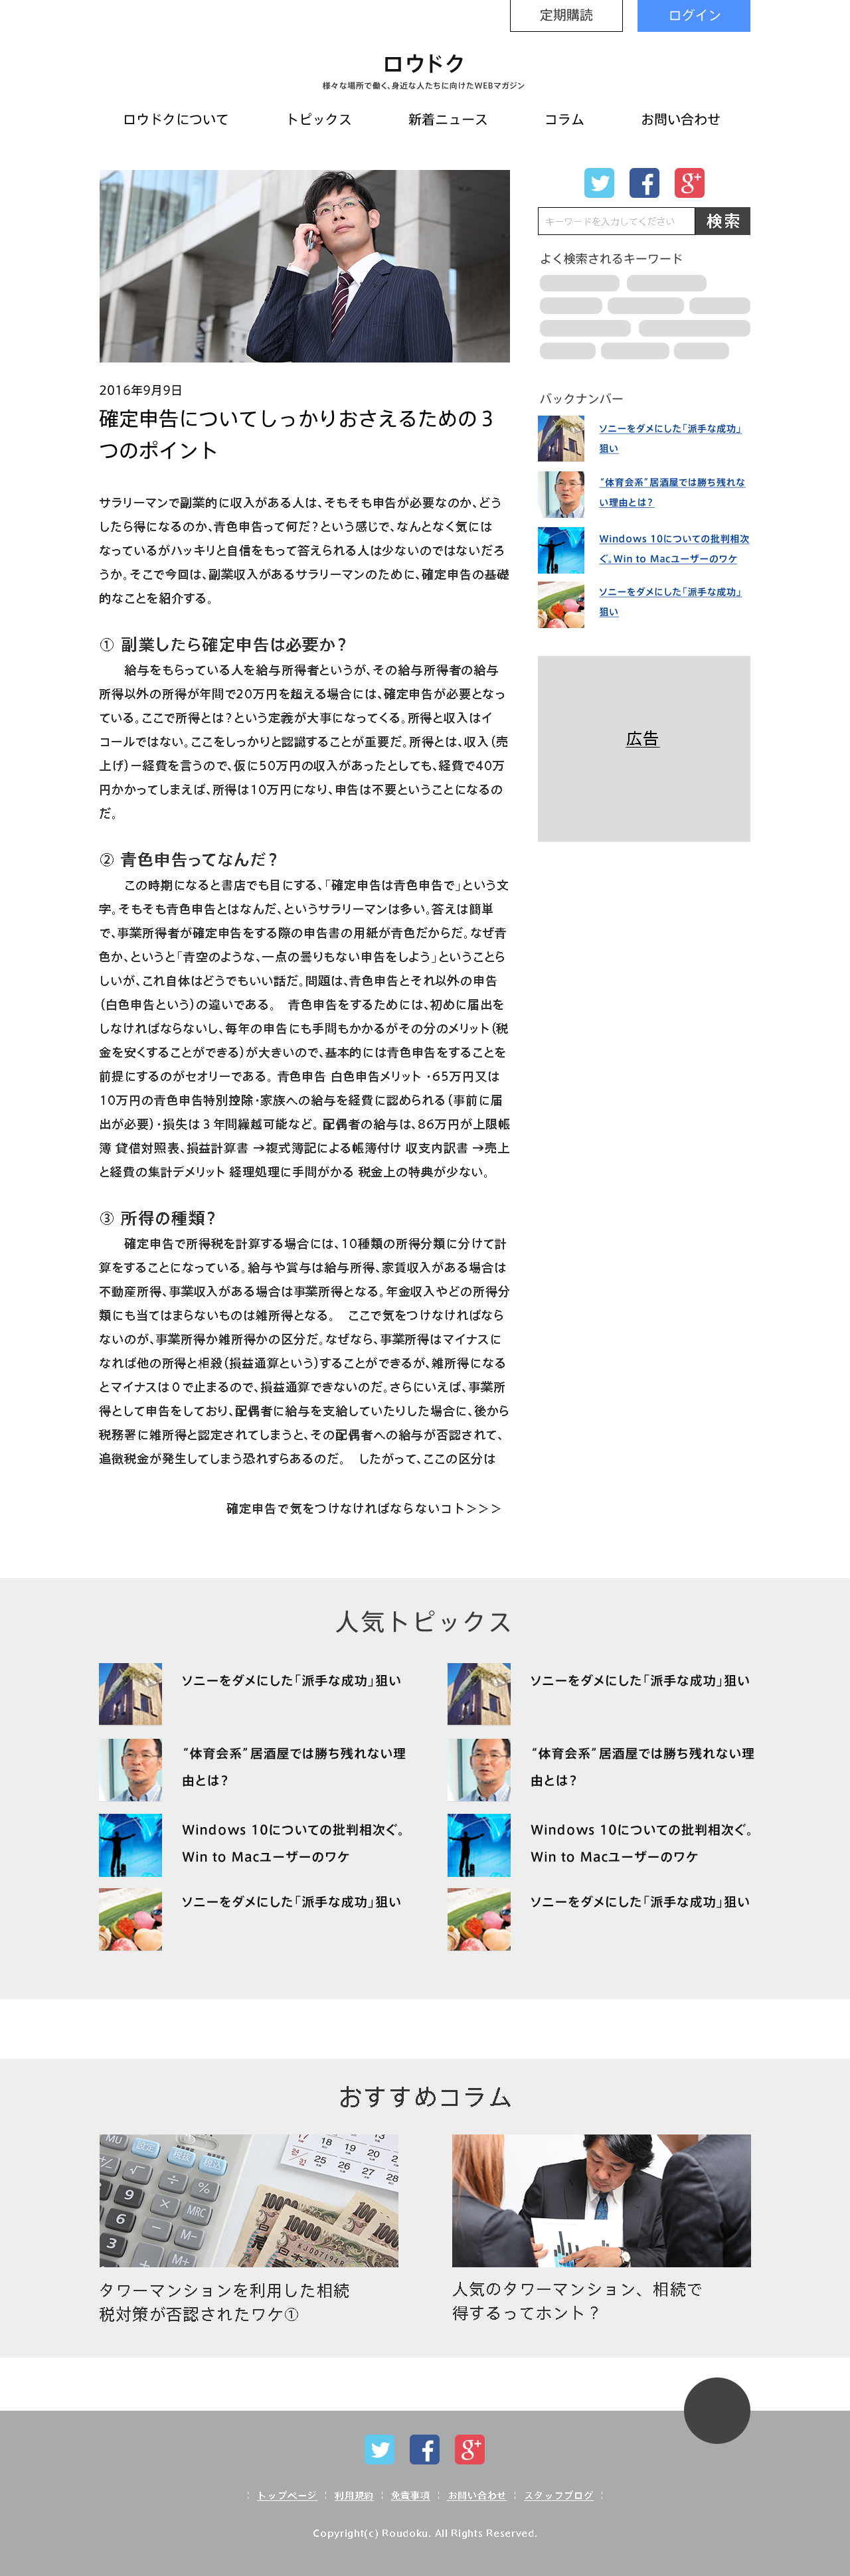 定期購読
ログイン
ロウドク
様々な場所で働く、身近な人たちに向けたWEBマガジン
ロウドクについて
トピックス
新着ニュース
コラム
お問い合わせ
キーワードを入力してください
検索
よく検索されるキーワード
バックナンバー
ソニーをダメにした「派手な成功」
狙い
“体育会系”居酒屋では勝ち残れな
い理由とは？
Windows 10についての批判相次
ぐ。Win to Macユーザーのワケ
ソニーをダメにした「派手な成功」
狙い
広告
2016年9月9日
確定申告についてしっかりおさえるための３
つのポイント
サラリーマンで副業的に収入がある人は、そもそも申告が必要なのか、どう
したら得になるのか、青色申告って何だ？という感じで、なんとなく気には
なっているがハッキリと自信をもって答えられる人は少ないのではないだろ
うか。そこで今回は、副業収入があるサラリーマンのために、確定申告の基礎
的なことを紹介する。
① 副業したら確定申告は必要か？
給与をもらっている人を給与所得者というが、その給与所得者の給与
所得以外の所得が年間で20万円を超える場合には、確定申告が必要となっ
ている。ここで所得とは？という定義が大事になってくる。所得と収入はイ
コールではない。ここをしっかりと認識することが重要だ。所得とは、収入（売
上げ）－経費を言うので、仮に50万円の収入があったとしても、経費で40万
円かかってしまえば、所得は10万円になり、申告は不要ということになるの
だ。
② 青色申告ってなんだ？
この時期になると書店でも目にする、「確定申告は青色申告で」という文
字。そもそも青色申告とはなんだ、というサラリーマンは多い。答えは簡単
で、事業所得者が確定申告をする際の申告書の用紙が青色だからだ。なぜ青
色か、というと「青空のような、一点の曇りもない申告をしよう」ということら
しいが、これ自体はどうでもいい話だ。問題は、青色申告とそれ以外の申告
（白色申告という）の違いである。　青色申告をするためには、初めに届出を
しなければならないし、毎年の申告にも手間もかかるがその分のメリット（税
金を安くすることができる）が大きいので、基本的には青色申告をすることを
前提にするのがセオリーである。 青色申告 白色申告メリット ・65万円又は
10万円の青色申告特別控除・家族への給与を経費に認められる（事前に届
出が必要）・損失は３年間繰越可能など。 配偶者の給与は、86万円が上限帳
簿 貸借対照表、損益計算書 →複式簿記による帳簿付け 収支内訳書 →売上
と経費の集計デメリット 経理処理に手間がかる 税金上の特典が少ない。
③ 所得の種類？
確定申告で所得税を計算する場合には、10種類の所得分類に分けて計
算をすることになっている。給与や賞与は給与所得、家賃収入がある場合は
不動産所得、事業収入がある場合は事業所得となる。年金収入やどの所得分
類にも当てはまらないものは雑所得となる。　ここで気をつけなければなら
ないのが、事業所得か雑所得かの区分だ。なぜなら、事業所得はマイナスに
なれば他の所得と相殺（損益通算という）することができるが、雑所得になる
とマイナスは０で止まるので、損益通算できないのだ。さらにいえば、事業所
得として申告をしており、配偶者に給与を支給していたりした場合に、後から
税務署に雑所得と認定されてしまうと、その配偶者への給与が否認されて、
追徴税金が発生してしまう恐れすらあるのだ。　したがって、ここの区分は
確定申告で気をつけなければならないコト＞＞＞
人気トピックス
ソニーをダメにした「派手な成功」狙い
“体育会系”居酒屋では勝ち残れない理
由とは？
Windows 10についての批判相次ぐ。
Win to Macユーザーのワケ
ソニーをダメにした「派手な成功」狙い
ソニーをダメにした「派手な成功」狙い
“体育会系”居酒屋では勝ち残れない理
由とは？
Windows 10についての批判相次ぐ。
Win to Macユーザーのワケ
ソニーをダメにした「派手な成功」狙い
おすすめコラム
タワーマンションを利用した相続
税対策が否認されたワケ①
人気のタワーマンション、相続で
得するってホント？
トップページ ¦ 利用規約 ¦ 免責事項 ¦ お問い合わせ ¦ スタッフブログ
Copyright(c) Roudoku. All Rights Reserved.